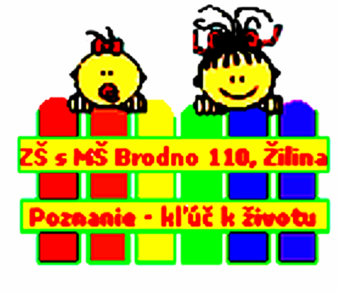 ZŠ s MŠ Brodno 110, Žilina
Poznanie - kľúč k životu